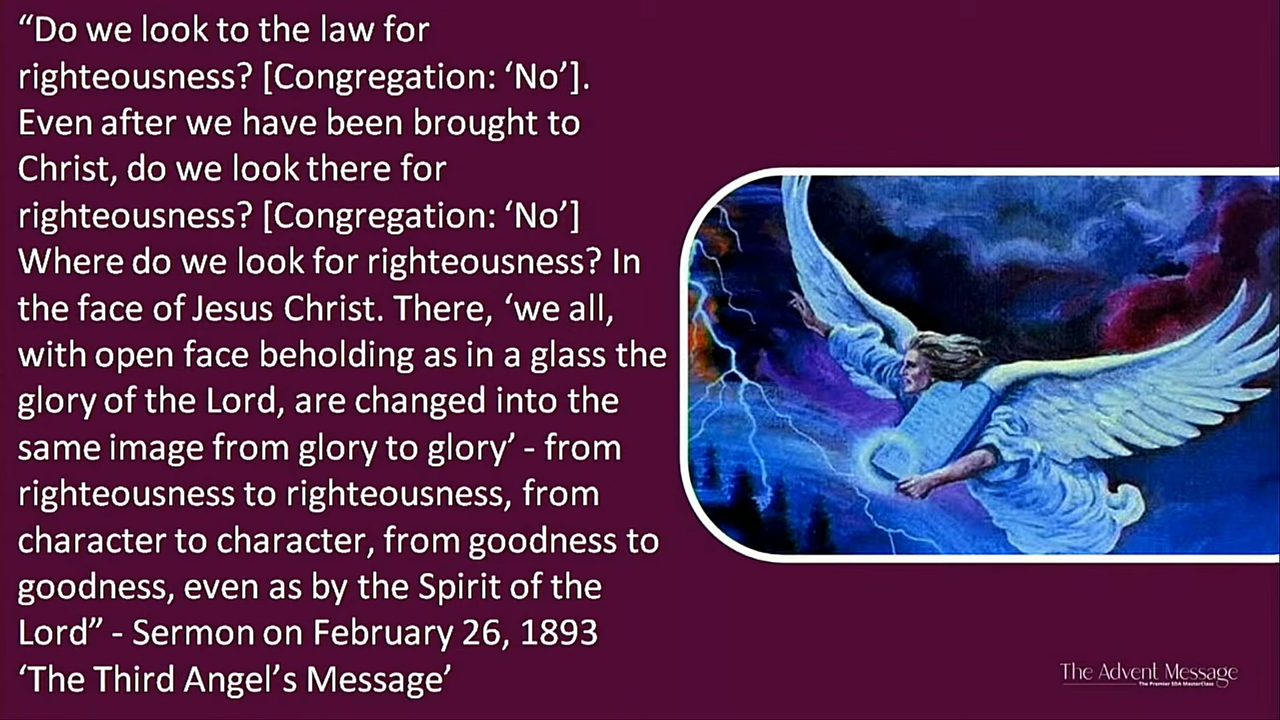 “Do we look to the law for
righteousness? [Congregation: ‘No’].
Even after we have been brought to
Christ, do we look there for
righteousness? [Congregation: ‘No’]
Where do we look for righteousness? In
the face of Jesus Christ. There, ‘we all,
with open face beholding as in a glass the
glory of the Lord, are changed into the
same image from glory to glory’ - from
righteousness to righteousness, from
character to character, from goodness to
goodness, even as by the Spirit of the
Lord” - Sermon on February 26, 1893
‘The Third Angel’s Message’
The Advent Message
The Premier SDA MasterClass